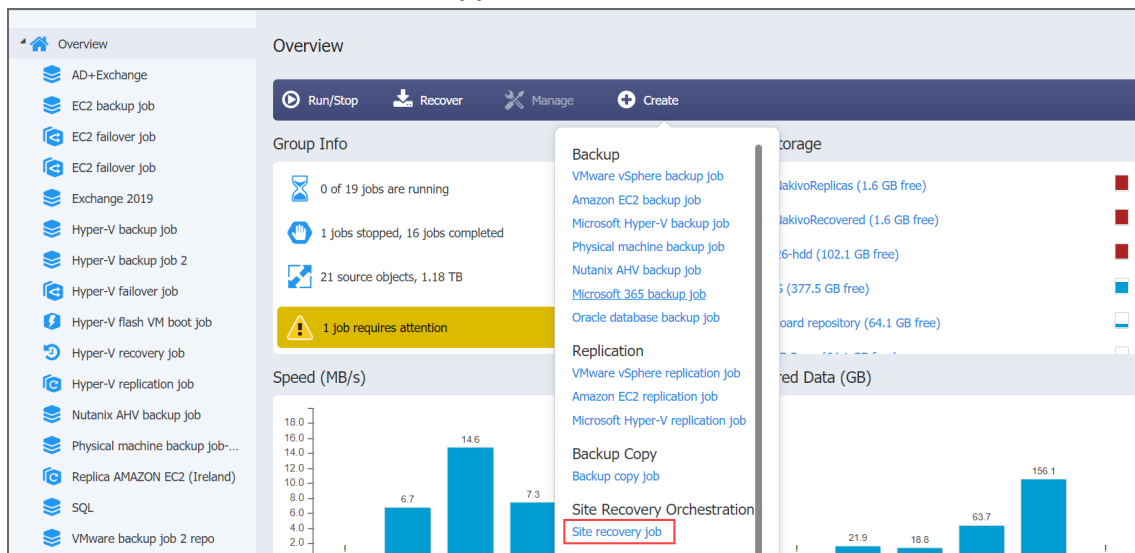 Overview
AD+Exchange
EC2 backup job
EC2 failover job
EC2 failover job
Exchange 2019
Hyper-V backup job
Hyper-V backup job 2
Hyper-V failover job
Hyper-V flash VM boot job
Hyper-V recovery job
Hyper-V replication job
Nutanix AHV backup job
Physical machine backup job-...
Replica AMAZON EC2 (Ireland)
SQL
VMware backup job 2 repo
Overview
Run/Stop Recover Manage Create
Group Info
0 of 19 jobs are running
1 jobs stopped, 16 jobs completed
21 source objects, 1.18 TB
1 job requires attention
Speed (MB/s)
18.0
16.0
14.0
12.0
10.0
8.0
6.0
4.0
2.0
6.7
14.6
7.3
Backup
VMware vSphere backup job
Amazon EC2 backup job
Microsoft Hyper-V backup job
Physical machine backup job
Nutanix AHV backup job
Microsoft 365 backup job
Oracle database backup job
Replication
VMware vSphere replication job
Amazon EC2 replication job
Microsoft Hyper-V replication job
Backup Copy
Backup copy job
Site Recovery Orchestration
Site recovery job
torage
lakivoReplicas (1.6 GB free)
lakivoRecovered (1.6 GB free)
26-hdd (102.1 GB free)
(377.5 GB free)
oard repository (64.1 GB free)
red Data (GB)
21.9
18.8
63.7
156.1